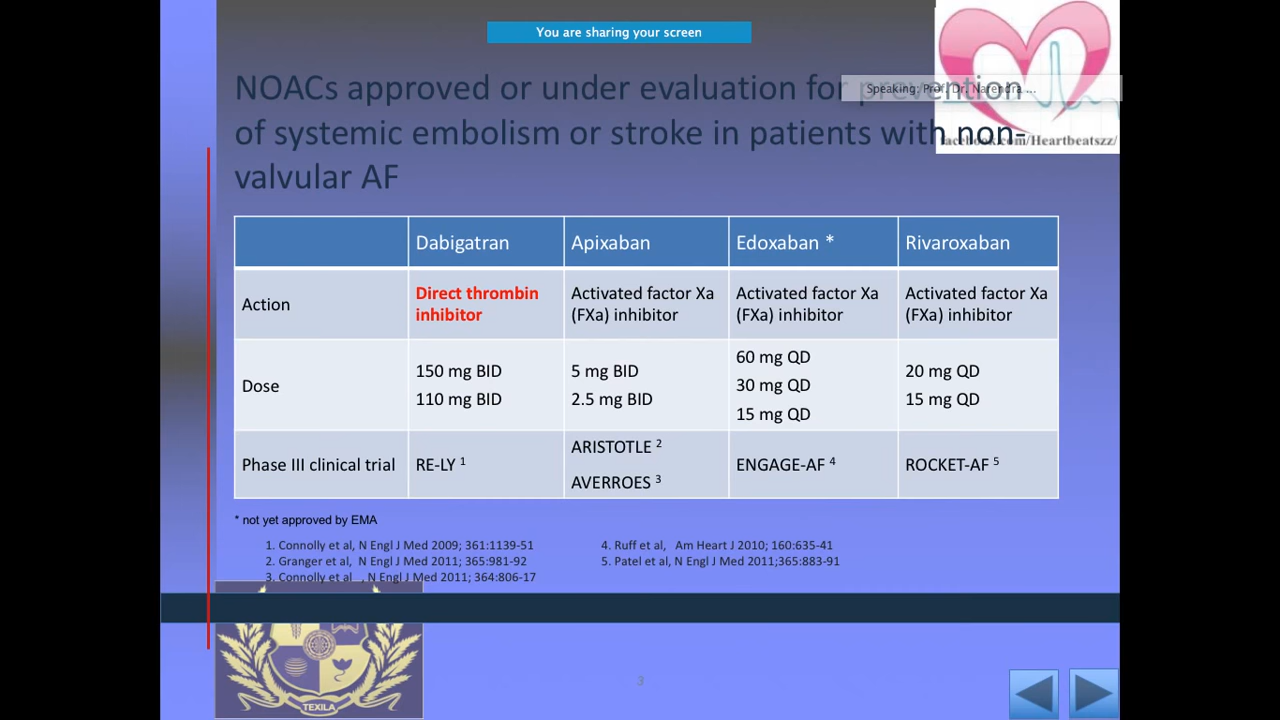 You are sharing your screen
Speaking: Prof. Dr. Narendra ...
NOACs approved or under evaluation for prevention
of systemic embolism or stroke in patients with non-
valvular AF
facebook.com/Heartbeatszz/
Dabigatran Apixaban Edoxaban * Rivaroxaban
Action
Direct thrombin
inhibitor
Activated factor Xa
(FXa) inhibitor
Activated factor Xa
(FXa) inhibitor
Activated factor Xa
(FXa) inhibitor
Dose
150 mg BID
110 mg BID
5 mg BID
2.5 mg BID
60 mg QD
30 mg QD
15 mg QD
20 mg QD
15 mg QD
Phase III clinical trial
RE-LY 1
ARISTOTLE 2
AVERROES 3
ENGAGE-AF 4
ROCKET-AF 5
* not yet approved by EMA
1. Connolly et al, N Engl J Med 2009; 361:1139-51
2. Granger et al, N Engl J Med 2011; 365:981-92
3. Connolly et al , N Engl J Med 2011; 364:806-17
4. Ruff et al, Am Heart J 2010; 160:635-41
5. Patel et al, N Engl J Med 2011;365:883-91
TEXILA
3